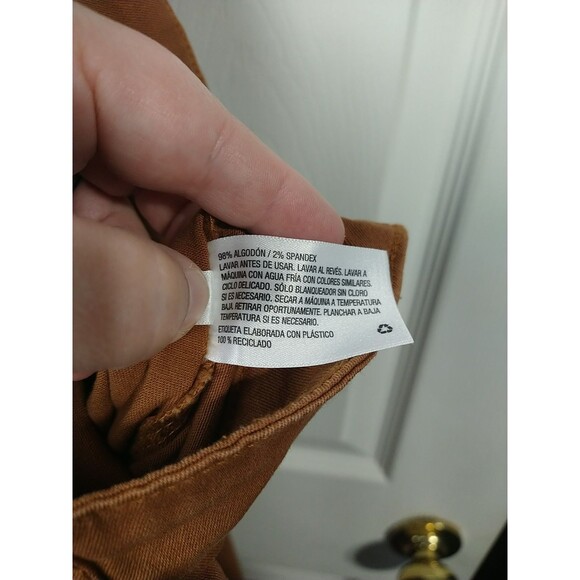 98% ALGODÓN / 2% SPANDEX
LAVAR ANTES DE USAR. LAVAR AL REVÉS. LAVAR A
MÁQUINA CON AGUA FRÍA CON COLORES SIMILARES.
CICLO DELICADO. SÓLO BLANQUEADOR SIN CLORO
SI ES NECESARIO. SECAR A MÁQUINA A TEMPERATURA
BAJA RETIRAR OPORTUNAMENTE. PLANCHAR A BAJA
TEMPERATURA SI ES NECESARIO.
ETIQUETA ELABORADA CON PLÁSTICO
100% RECICLADO